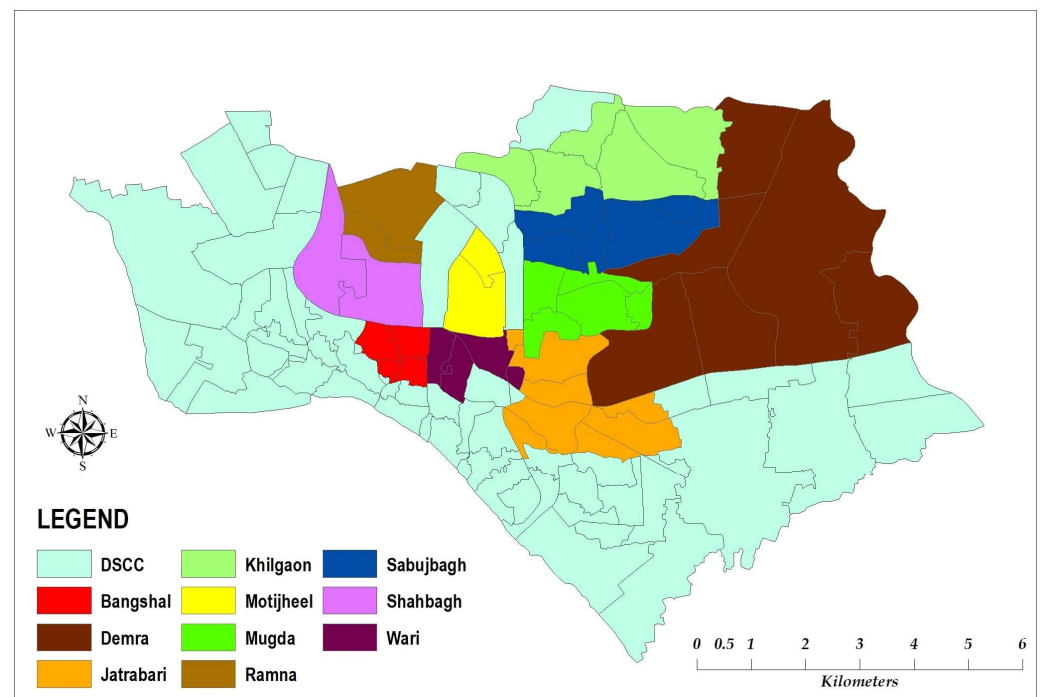 N
W E
S
LEGEND
DSCC Khilgaon Sabujbagh
Bangshal Motijheel Shahbagh
Demra Mugda Wari
Jatrabari Ramna
0 0.5 1 2 3 4 5 6
Kilometers